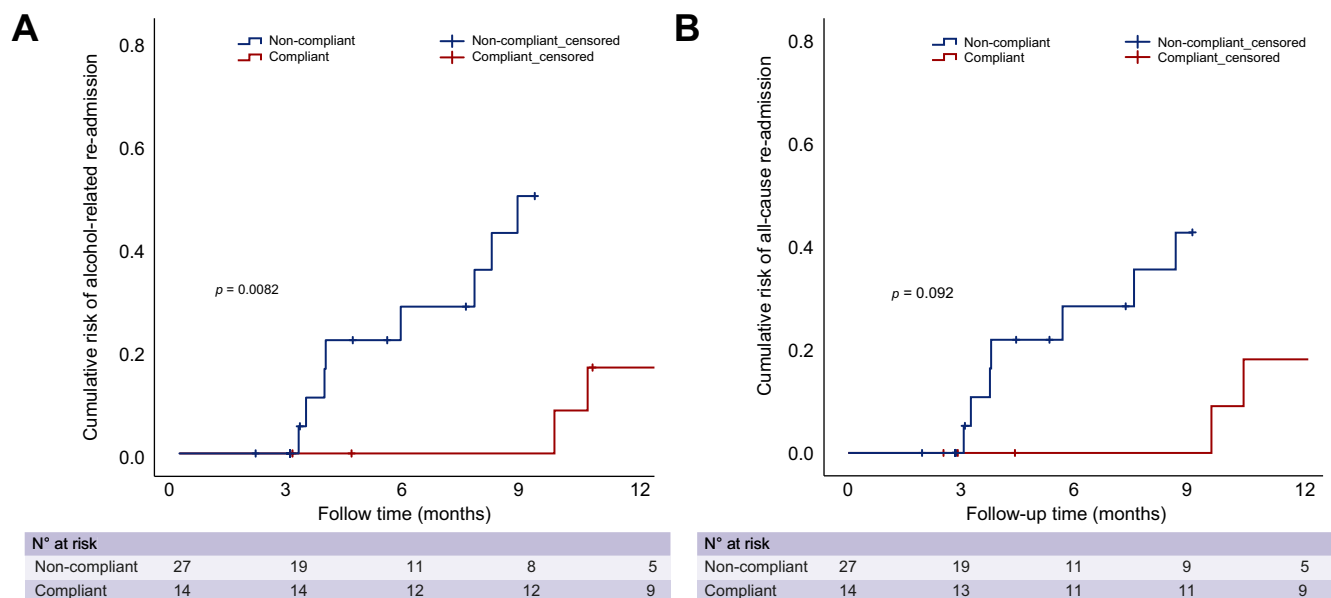 A
Non-compliant
Non-compliant_censored
Compliant
Compliant_censored
Cumulative risk of alcohol-related re-admission
0.8
0.6
0.4
0.2
0.0
p = 0.0082
0 3 6 9 12
Follow time (months)
N° at risk
Non-compliant 27 19 11 8 5
Compliant 14 14 12 12 9
B
Non-compliant
Non-compliant_censored
Compliant
Compliant_censored
Cumulative risk of all-cause re-admission
0.8
0.6
0.4
0.2
0.0
p = 0.092
0 3 6 9 12
Follow-up time (months)
N° at risk
Non-compliant 27 19 11 9 5
Compliant 14 13 11 11 9